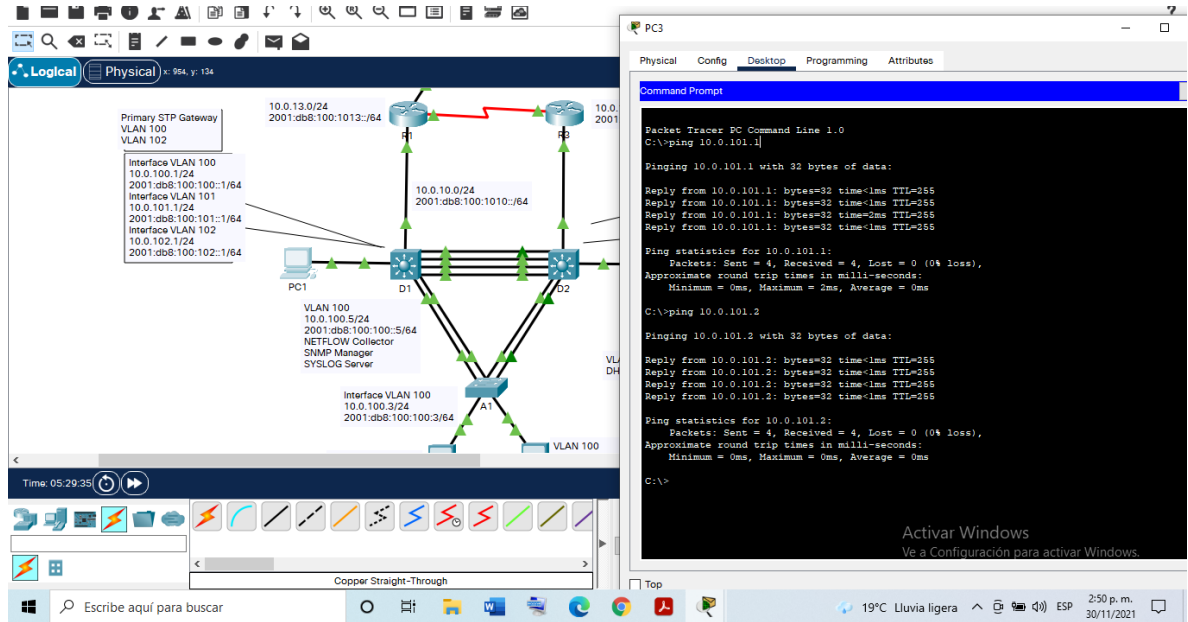 Logical
Physical
x: 954, y: 134
Primary STP Gateway
VLAN 100
VLAN 102
Interface VLAN 100
10.0.100.1/24
2001:db8:100:100::1/64
Interface VLAN 101
10.0.101.1/24
2001:db8:100:101::1/64
Interface VLAN 102
10.0.102.1/24
2001:db8:100:102::1/64
10.0.13.0/24
2001:db8:100:1013::/64
R1
R3
10.0.
2001
10.0.10.0/24
2001:db8:100:1010::/64
PC1
D1
D2
VLAN 100
10.0.100.5/24
2001:db8:100:100::5/64
NETFLOW Collector
SNMP Manager
SYSLOG Server
VL
DH
Interface VLAN 100
10.0.100.3/24
2001:db8:100:100:3/64
A1
VLAN 100
Time: 05:29:35
Copper Straight-Through
?
PC3
Physical Config Desktop Programming Attributes
Command Prompt
Packet Tracer PC Command Line 1.0
C:\>ping 10.0.101.1
Pinging 10.0.101.1 with 32 bytes of data:
Reply from 10.0.101.1: bytes=32 time<1ms TTL=255
Reply from 10.0.101.1: bytes=32 time<1ms TTL=255
Reply from 10.0.101.1: bytes=32 time=2ms TTL=255
Reply from 10.0.101.1: bytes=32 time<1ms TTL=255
Ping statistics for 10.0.101.1:
Packets: Sent = 4, Received = 4, Lost = 0 (0% loss),
Approximate round trip times in milli-seconds:
Minimum = 0ms, Maximum = 2ms, Average = 0ms
C:\>ping 10.0.101.2
Pinging 10.0.101.2 with 32 bytes of data:
Reply from 10.0.101.2: bytes=32 time<1ms TTL=255
Reply from 10.0.101.2: bytes=32 time<1ms TTL=255
Reply from 10.0.101.2: bytes=32 time<1ms TTL=255
Reply from 10.0.101.2: bytes=32 time<1ms TTL=255
Ping statistics for 10.0.101.2:
Packets: Sent = 4, Received = 4, Lost = 0 (0% loss),
Approximate round trip times in milli-seconds:
Minimum = 0ms, Maximum = 0ms, Average = 0ms
C:\>
Activar Windows
Ve a Configuración para activar Windows.
Top
Escribe aquí para buscar
19°C Lluvia ligera
ESP
2:50 p. m.
30/11/2021